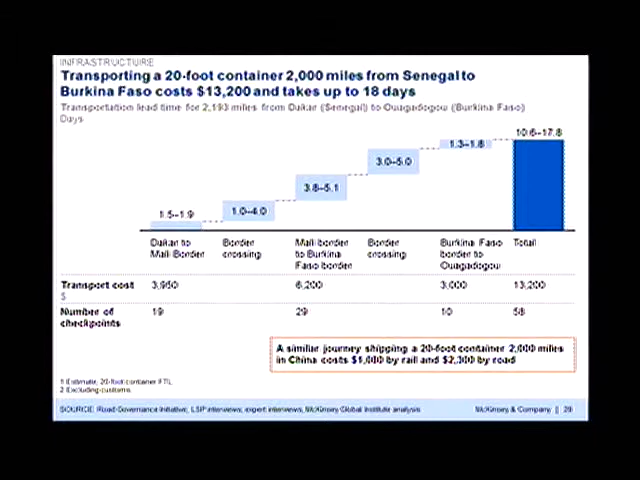 INFRASTRUCTURE
Transporting a 20-foot container 2,000 miles from Senegal to
Burkina Faso costs $13,200 and takes up to 18 days
Transportation lead time for 2,193 miles from Dakar (Senegal) to Ouagadogou (Burkina Faso)
Days
10.6–17.8
1.3–1.8
3.0–5.0
3.8–5.1
1.0–4.0
1.5–1.9
Dakar to Border Mali border Border Burkina Faso Total
Mali Border crossing to Burkina crossing border to
Faso border Ouagadogou
Transport cost 3,950 6,200 3,000 13,200
$
Number of 19 29 10 58
checkpoints
A similar journey shipping a 20-foot container 2,000 miles
in China costs $1,000 by rail and $2,300 by road
1 Estimate; 20-foot container FTL
2 Excluding customs
SOURCE: Road Governance Initiative; LSP interviews; expert interviews; McKinsey Global Institute analysis
McKinsey & Company | 28